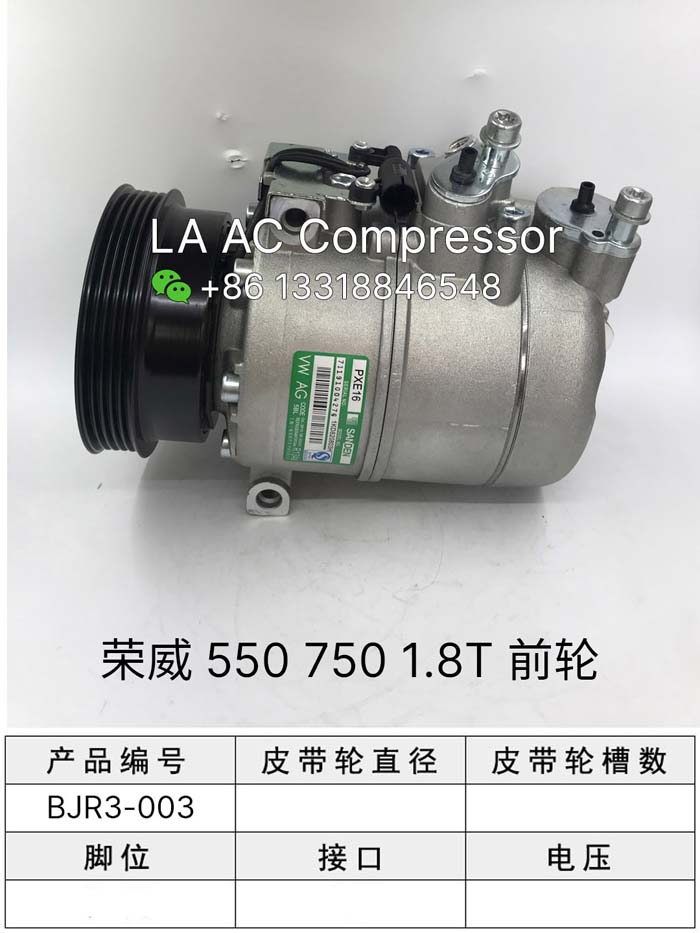 LA AC Compressor
+86 13318846548
PXE16
SANDEN
71191004276
VW AG
荣威 550 750 1.8T 前轮
产品编号 皮带轮直径 皮带轮槽数
BJR3-003
脚位 接口 电压